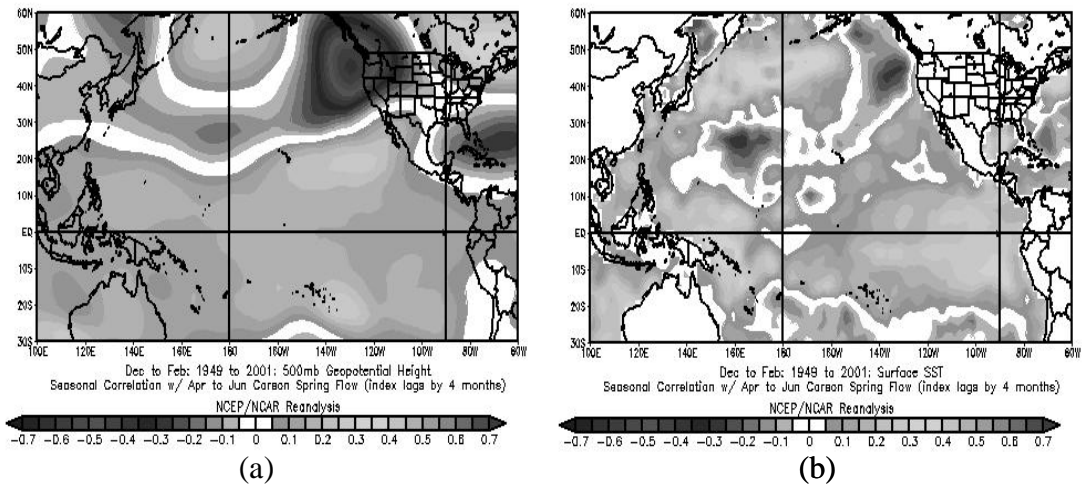 60N
50N
40N
30N
20N
10N
EQ
10S
20S
30S
100E 120E 140E 160E 180 160W 140W 120W 100W 80W 60W
Dec to Feb: 1949 to 2001: 500mb Geopotential Height
Seasonal Correlation w/ Apr to Jun Carson Spring Flow (index lags by 4 months)
NCEP/NCAR Reanalysis
-0.7 -0.6 -0.5 -0.4 -0.3 -0.2 -0.1 0 0.1 0.2 0.3 0.4 0.5 0.6 0.7
(a)
60N
50N
40N
30N
20N
10N
EQ
10S
20S
30S
100E 120E 140E 160E 180 160W 140W 120W 100W 80W 60W
Dec to Feb: 1949 to 2001: Surface SST
Seasonal Correlation w/ Apr to Jun Carson Spring Flow (index lags by 4 months)
NCEP/NCAR Reanalysis
-0.7 -0.6 -0.5 -0.4 -0.3 -0.2 -0.1 0 0.1 0.2 0.3 0.4 0.5 0.6 0.7
(b)